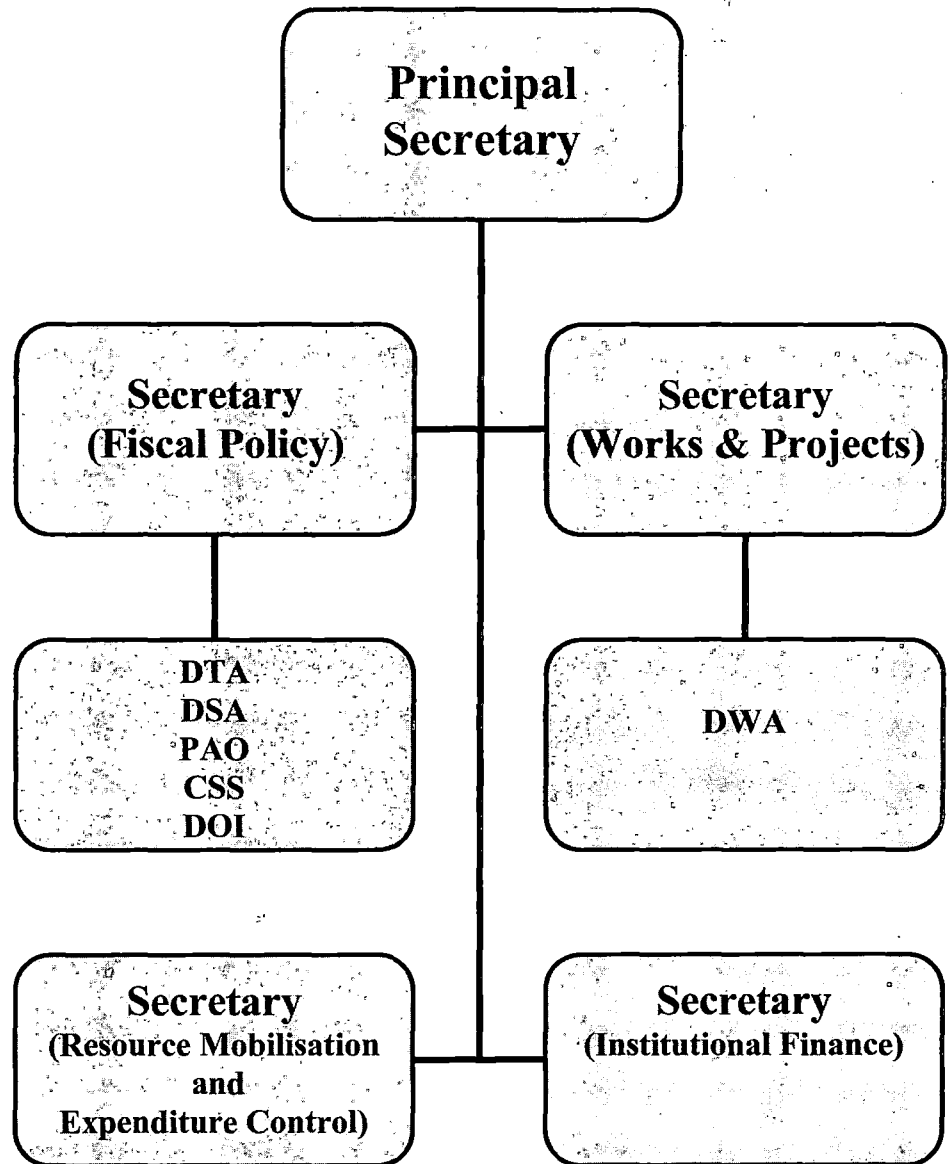 Principal
Secretary
Secretary
(Fiscal Policy)
Secretary
(Works & Projects)
DTA
DSA
PAO
CSS
DOI
DWA
Secretary
(Resource Mobilisation
and
Expenditure Control)
Secretary
(Institutional Finance)